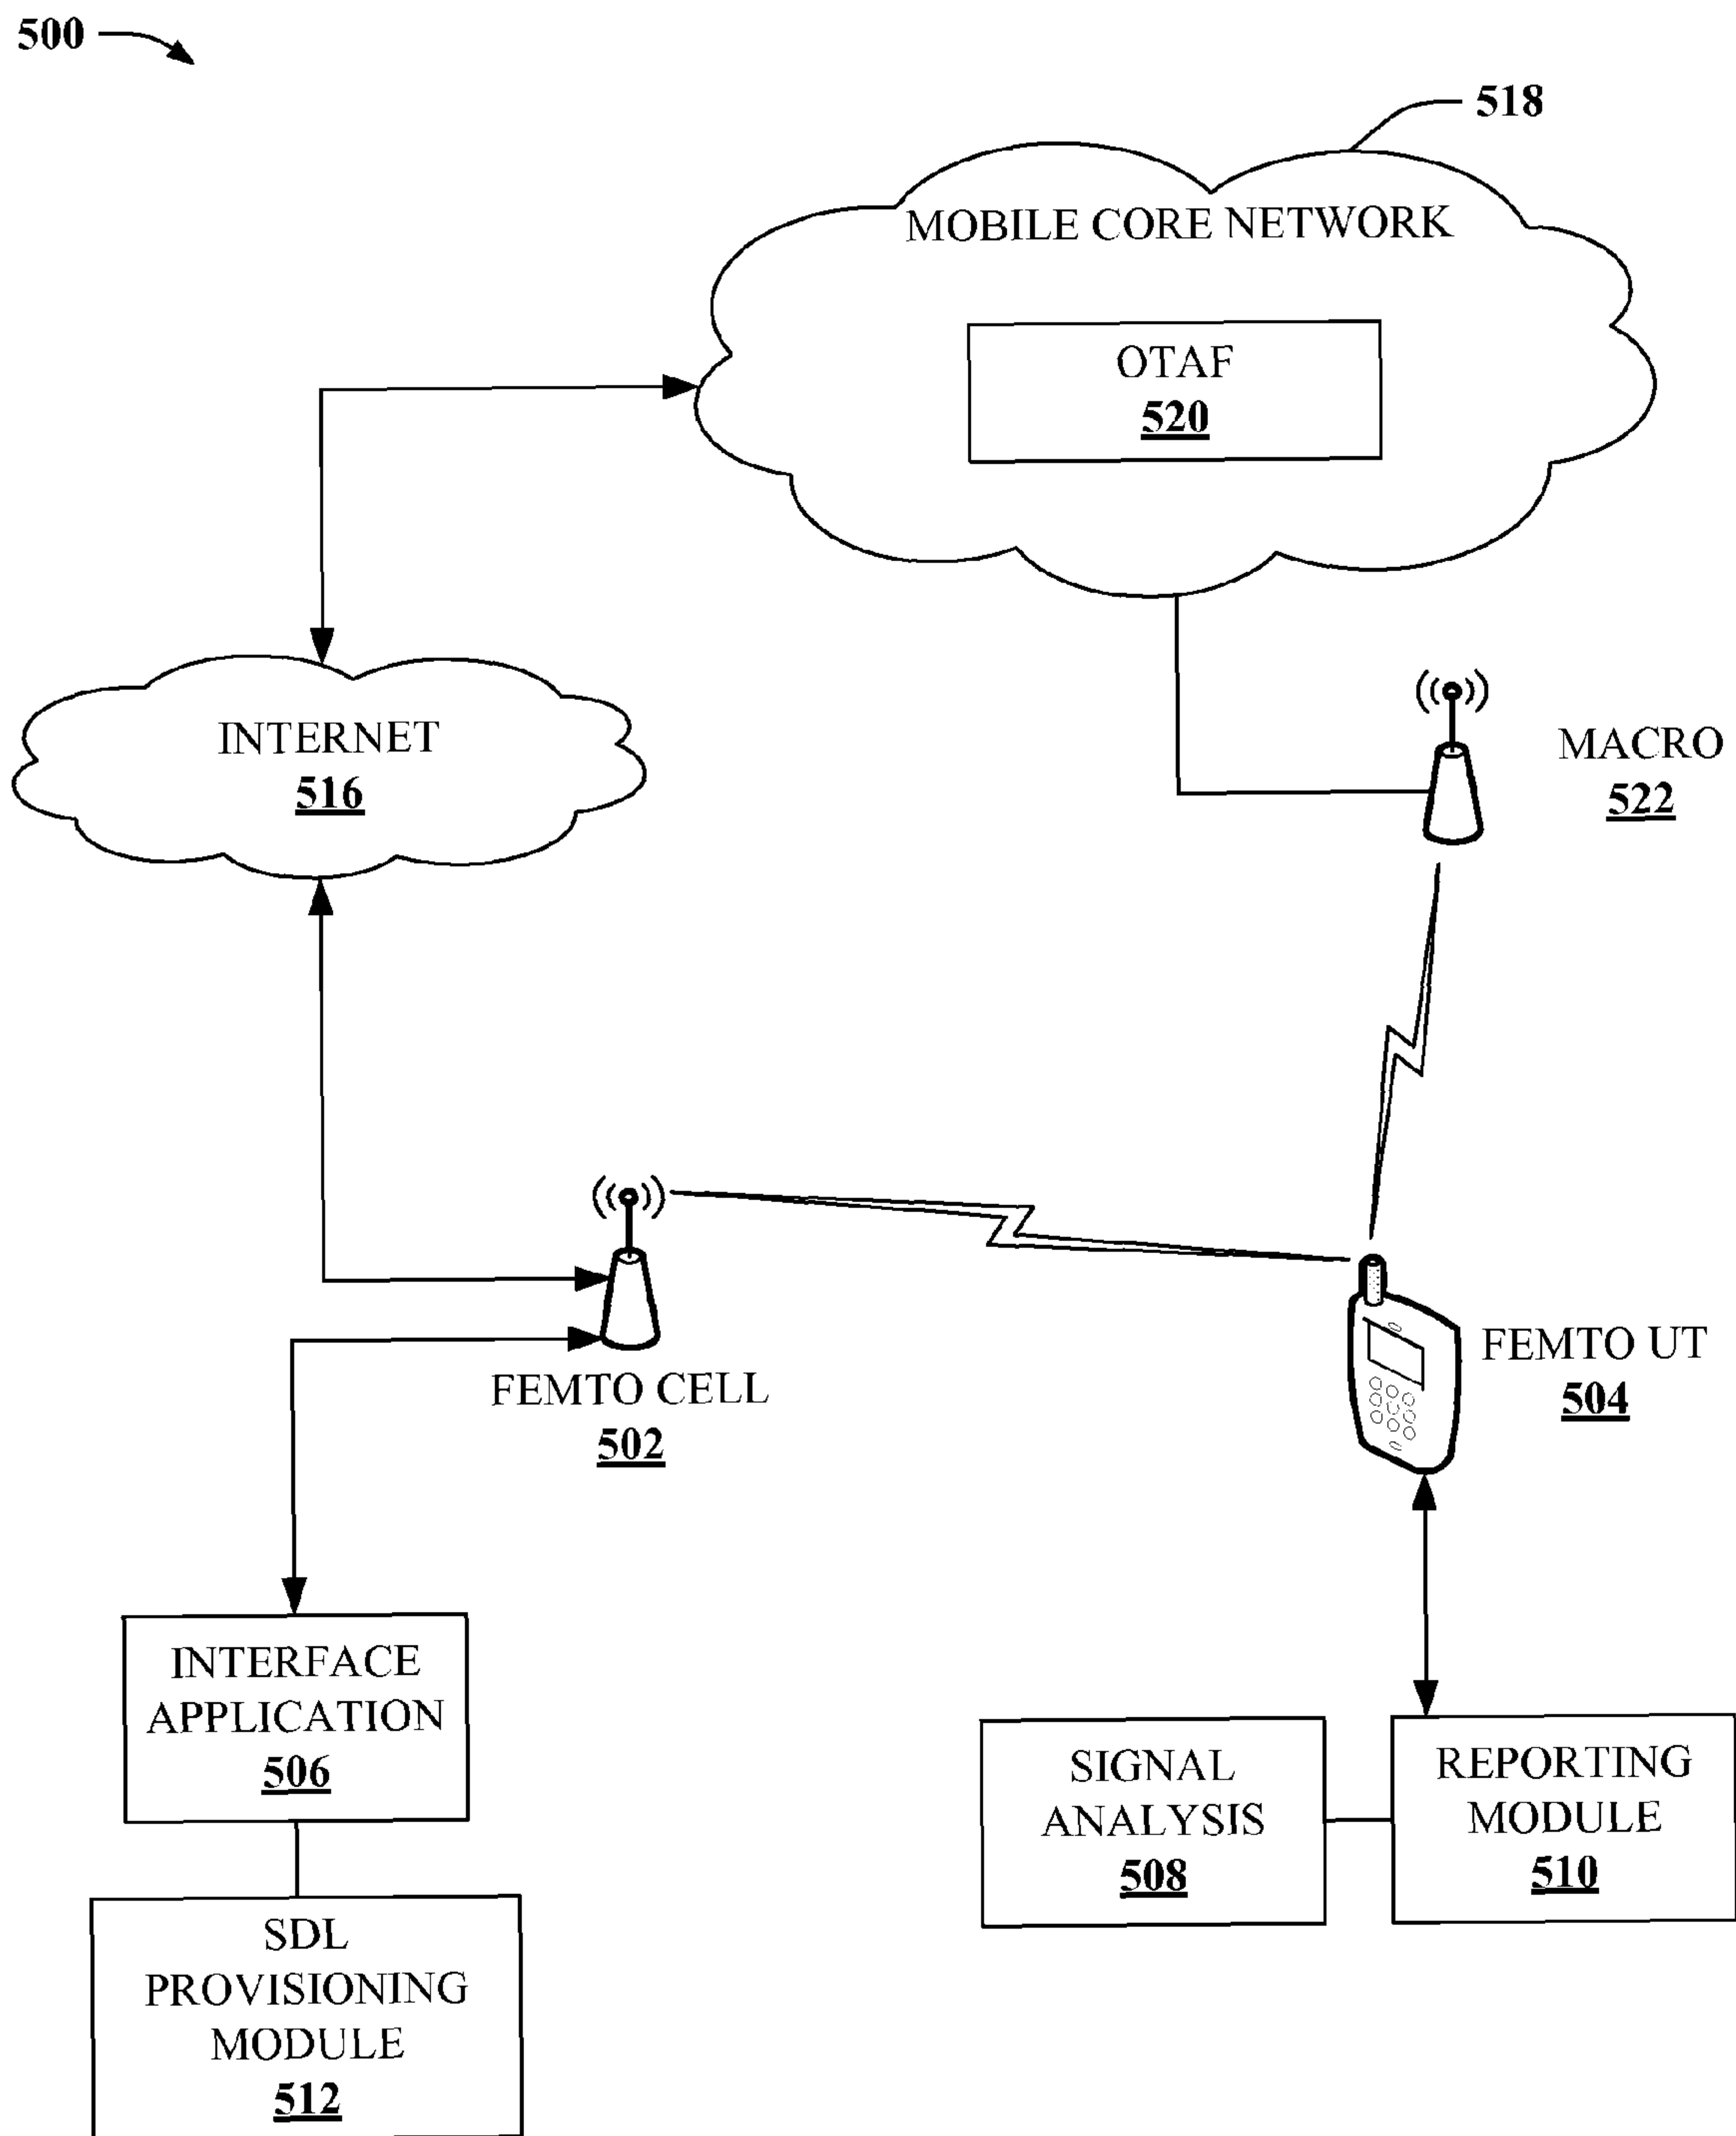 500
518
MOBILE CORE NETWORK
OTAF
520
INTERNET
516
MACRO
522
FEMTO CELL
502
FEMTO UT
504
INTERFACE
APPLICATION
506
SIGNAL
ANALYSIS
508
REPORTING
MODULE
510
SDL
PROVISIONING
MODULE
512